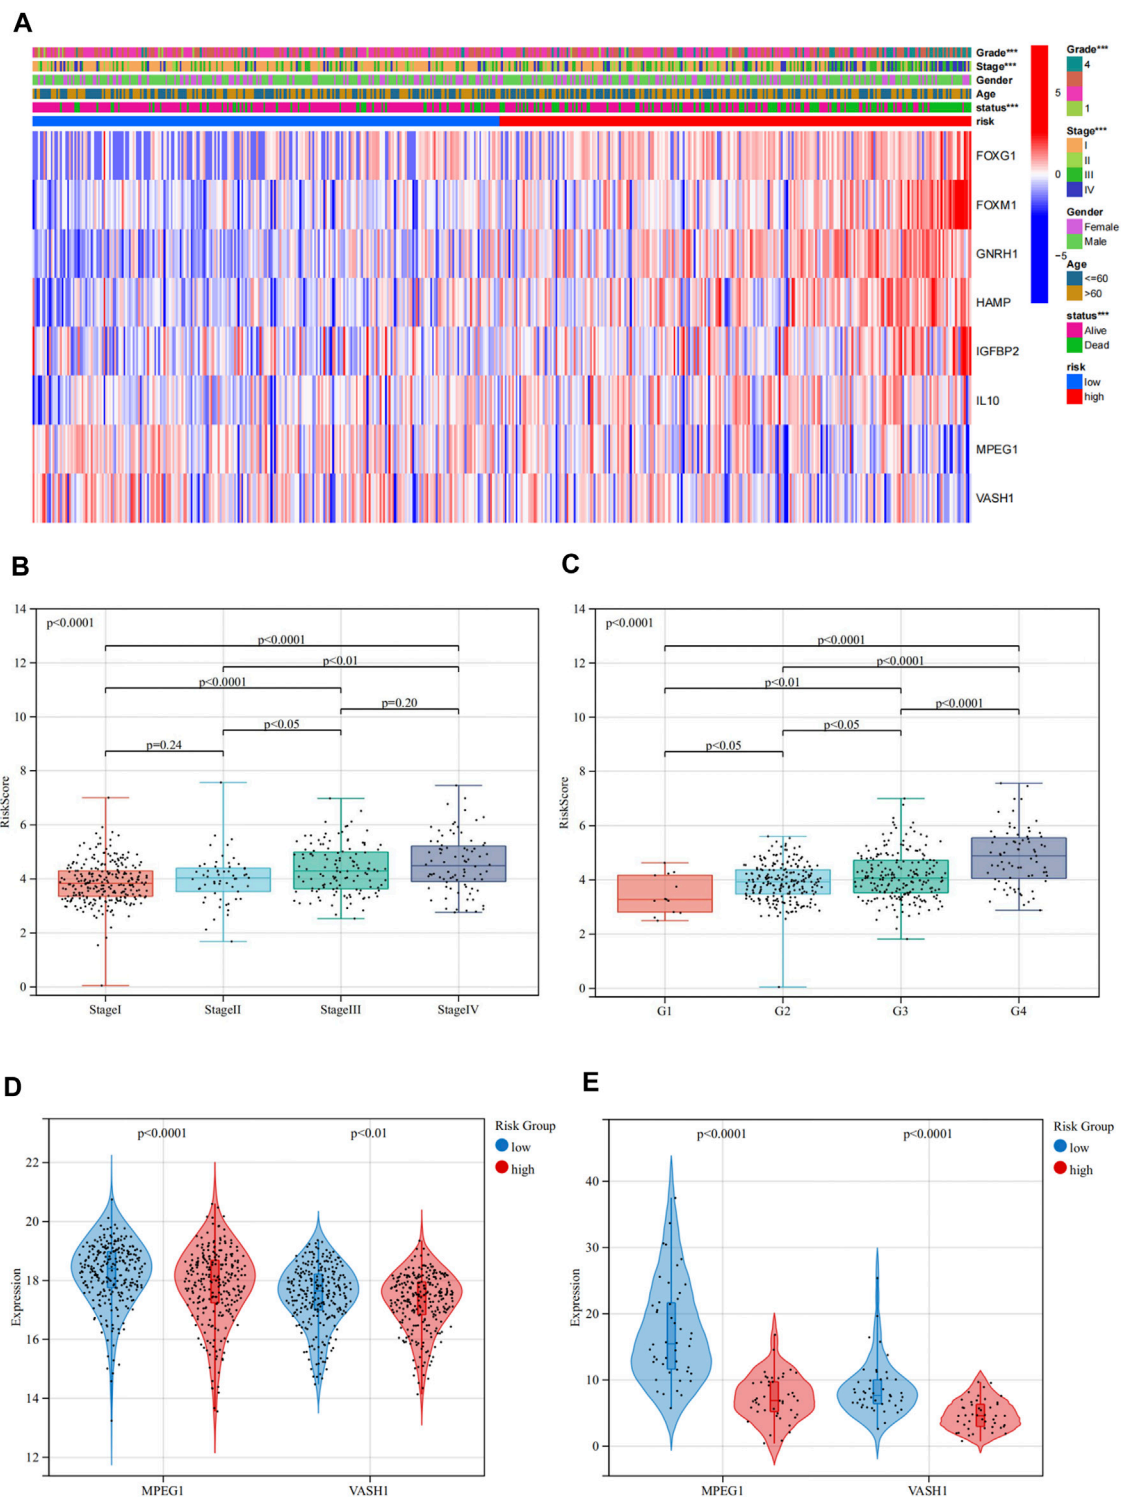 A
Grade***
Stage***
Gender
Age
status***
risk
FOXG1
FOXM1
GNRH1
HAMP
IGFBP2
IL10
MPEG1
VASH1
5
0
−5
Grade***
4
1
Stage***
I
II
III
IV
Gender
Female
Male
Age
<=60
>60
status***
Alive
Dead
risk
low
high
B
p<0.0001
p<0.0001
p<0.01
p<0.0001
p=0.20
p<0.05
p=0.24
14
12
10
8
6
4
2
0
RiskScore
StageI
StageII
StageIII
StageIV
C
p<0.0001
p<0.0001
p<0.0001
p<0.01
p<0.0001
p<0.05
p<0.05
14
12
10
8
6
4
2
0
RiskScore
G1
G2
G3
G4
D
p<0.0001
p<0.01
Risk Group
low
high
22
20
18
16
14
12
Expression
MPEG1
VASH1
E
p<0.0001
p<0.0001
Risk Group
low
high
40
30
20
10
0
Expression
MPEG1
VASH1